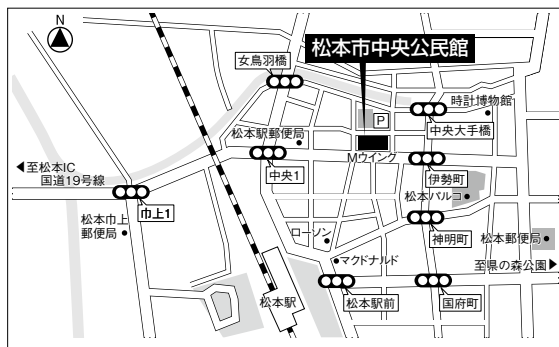 N
松本市中央公民館
女鳥羽橋
P
時計博物館
中央大手橋
松本駅郵便局
Mウイング
中央1
伊勢町
至松本IC
国道19号線
巾上1
松本パルコ
松本巾上
郵便局
ローソン
神明町
松本郵便局
マクドナルド
至県の森公園
松本駅
松本駅前
国府町